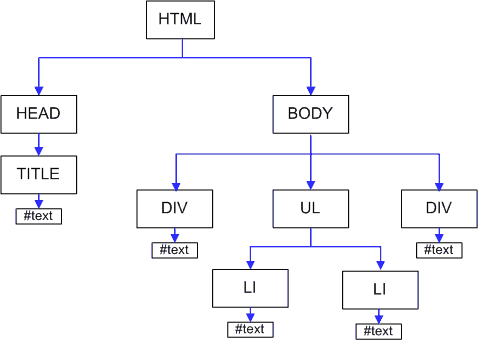 HTML
HEAD
BODY
TITLE
#text
DIV
UL
DIV
#text
#text
LI
LI
#text
#text